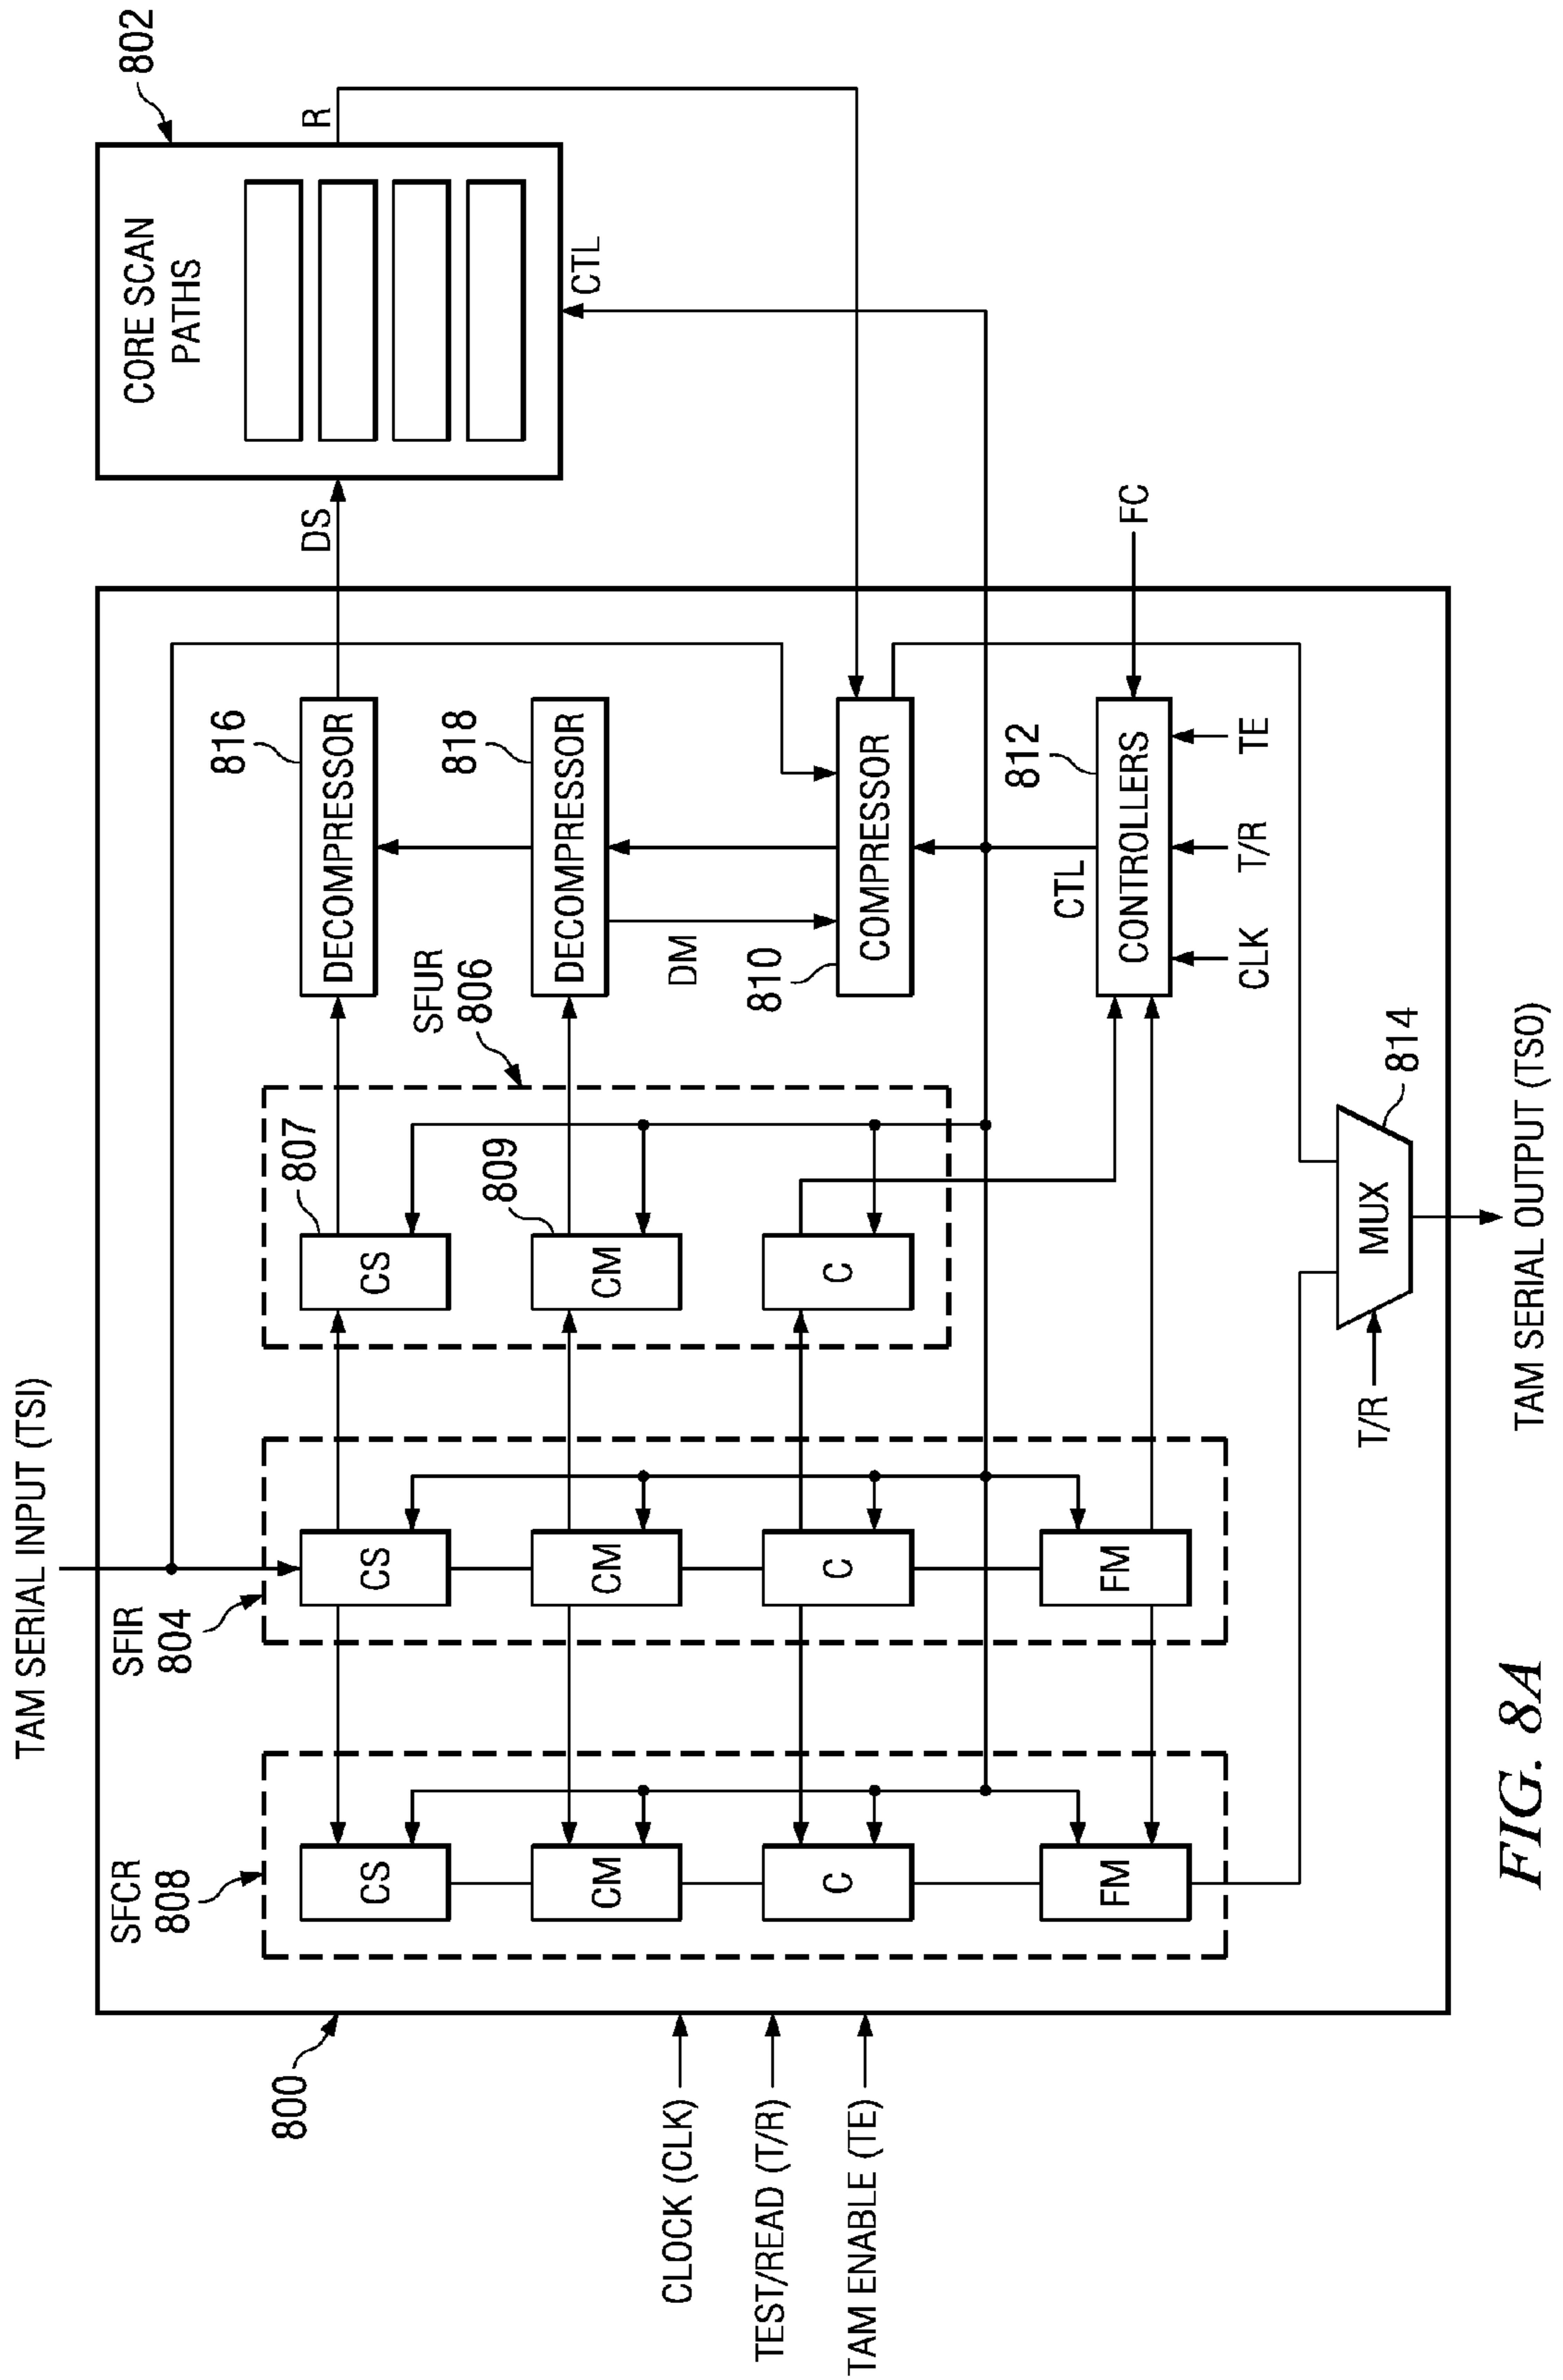 TAM SERIAL INPUT (TSI)
800
SFCR
808
SFIR
804
SFUR
806
CS
CM
C
FM
CS
CM
C
FM
807
CS
809
CM
C
816
DECOMPRESSOR
818
DECOMPRESSOR
DM
810
COMPRESSOR
CTL
812
CONTROLLERS
CLK
T/R
TE
FC
DS
802
CORE SCAN
PATHS
R
CTL
CLOCK (CLK)
TEST/READ (T/R)
TAM ENABLE (TE)
T/R
MUX
814
TAM SERIAL OUTPUT (TSO)
FIG. 8A